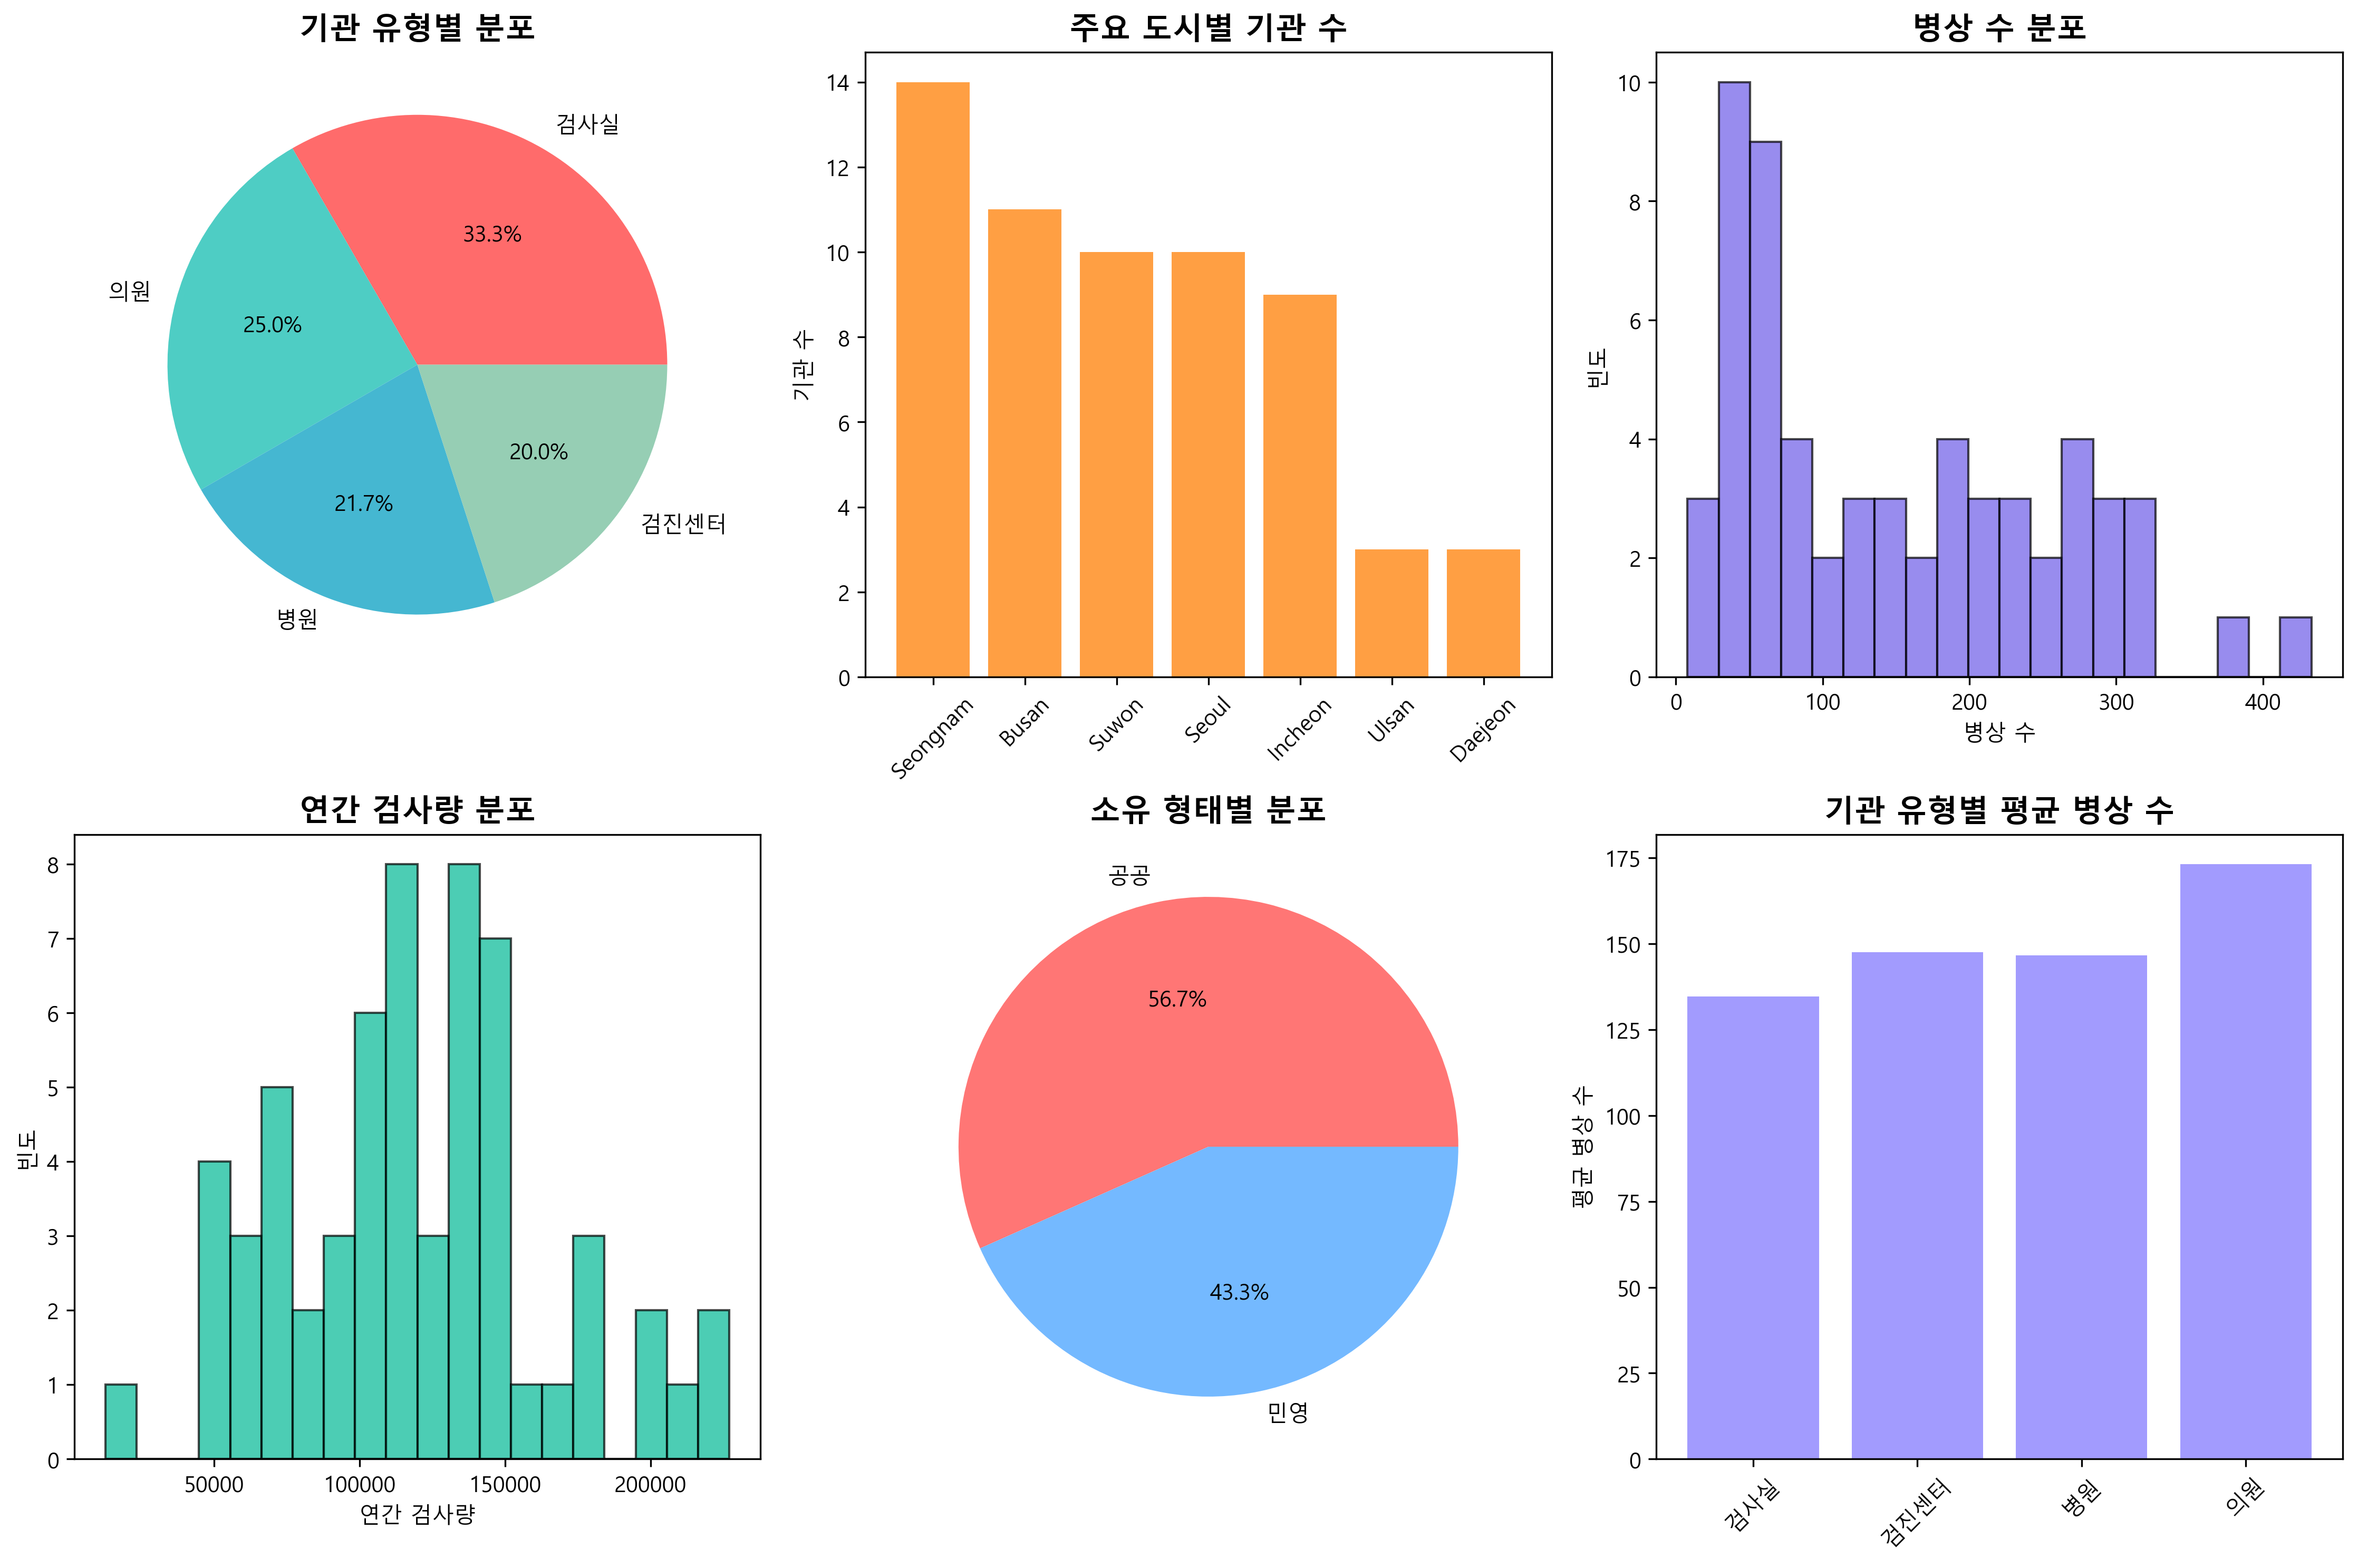 기관 유형별 분포
검사실
33.3%
의원
25.0%
병원
21.7%
검진센터
20.0%
주요 도시별 기관 수
기관 수
14
12
10
8
6
4
2
0
Seongnam
Busan
Suwon
Seoul
Incheon
Ulsan
Daejeon
병상 수 분포
빈도
10
8
6
4
2
0
0
100
200
300
400
병상 수
연간 검사량 분포
빈도
8
7
6
5
4
3
2
1
0
50000
100000
150000
200000
연간 검사량
소유 형태별 분포
공공
56.7%
43.3%
민영
기관 유형별 평균 병상 수
평균 병상 수
175
150
125
100
75
50
25
0
검사실
검진센터
병원
의원